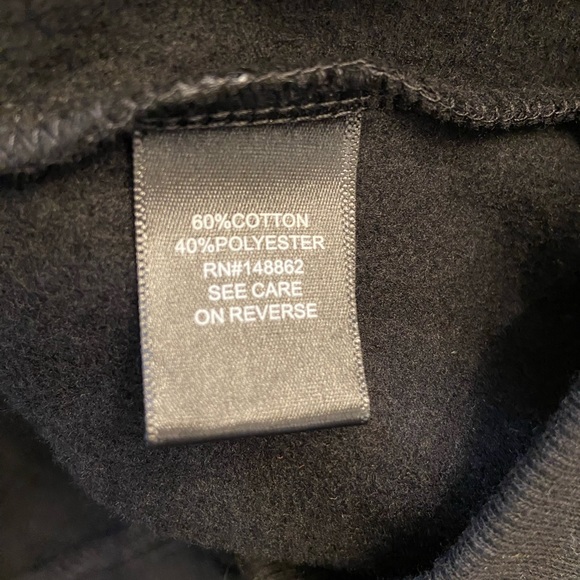 60%COTTON
40%POLYESTER
RN#148862
SEE CARE
ON REVERSE